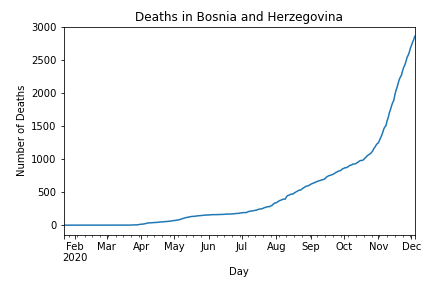 Deaths in Bosnia and Herzegovina
3000
2500
2000
1500
1000
500
0
Number of Deaths
Feb Mar Apr May Jun Jul Aug Sep Oct Nov Dec
2020
Day